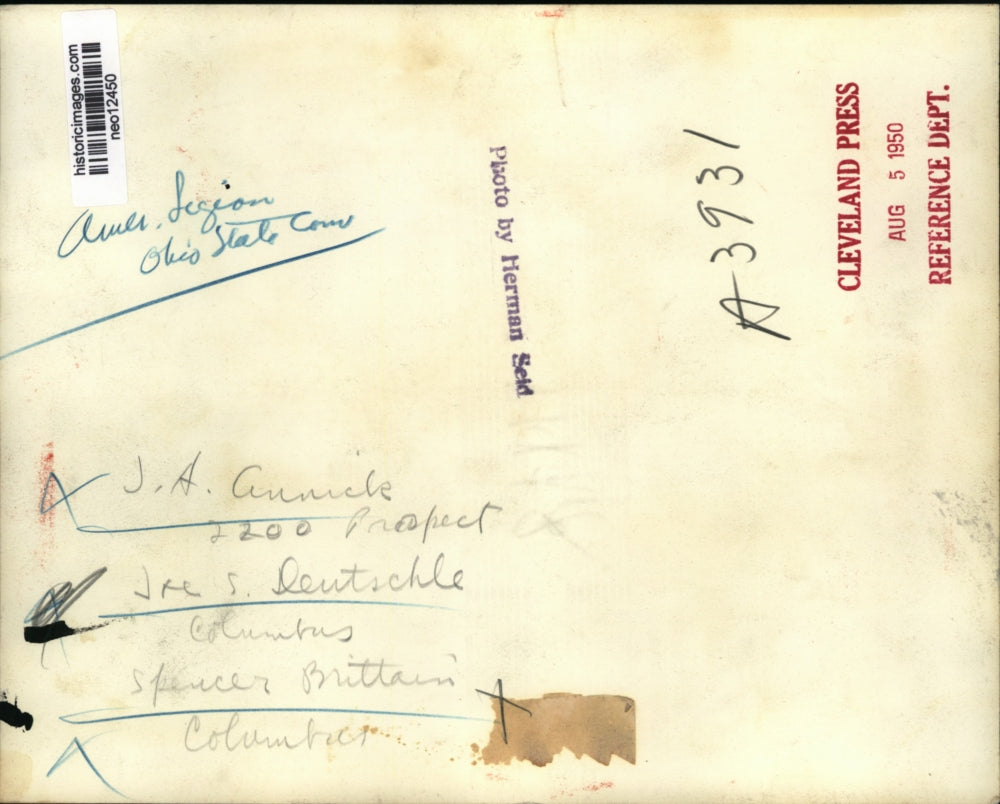 historicimages.com
neo12450
Amer. Legion
Ohio State Conv
Photo by Herman Seid
A-3931
CLEVELAND PRESS
AUG 5 1950
REFERENCE DEPT.
J. A. Annick
2200 Prospect
Joe S. Deutschle
Columbus
Spencer Brittain
Columbus